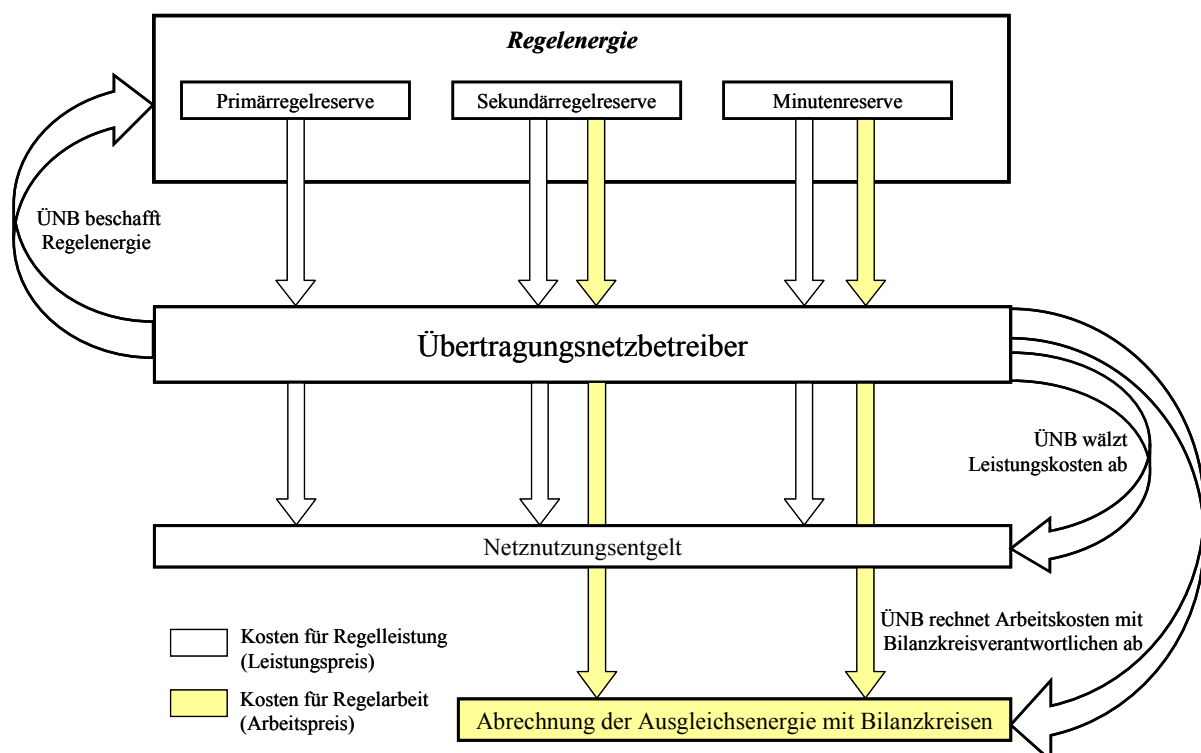 Regelenergie
Primärregelreserve
Sekundärregelreserve
Minutenreserve
ÜNB beschafft
Regelenergie
Übertragungsnetzbetreiber
ÜNB wälzt
Leistungskosten ab
Netznutzungsentgelt
ÜNB rechnet Arbeitskosten mit
Bilanzkreisverantwortlichen ab
Kosten für Regelleistung
(Leistungspreis)
Kosten für Regelarbeit
(Arbeitspreis)
Abrechnung der Ausgleichsenergie mit Bilanzkreisen